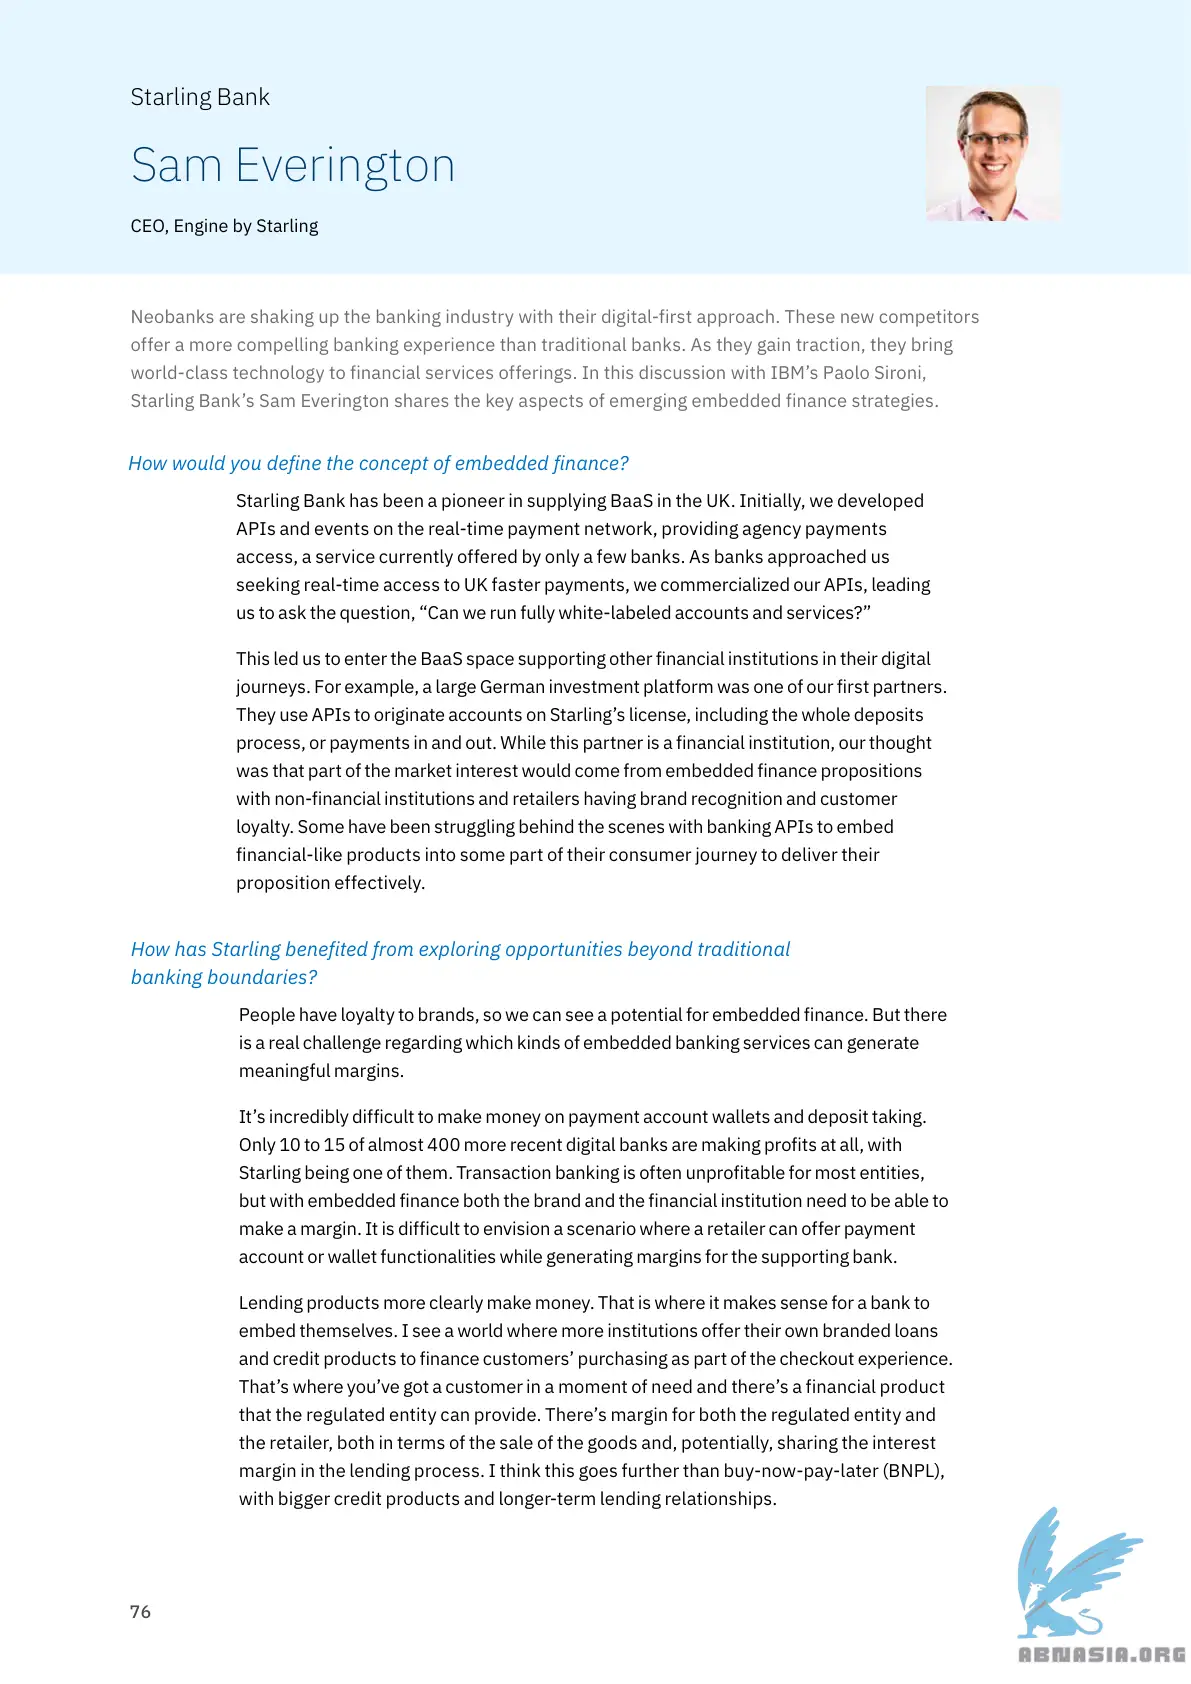 Starling Bank
Sam Everington
CEO, Engine by Starling
Neobanks are shaking up the banking industry with their digital-first approach. These new competitors
offer a more compelling banking experience than traditional banks. As they gain traction, they bring
world-class technology to financial services offerings. In this discussion with IBM’s Paolo Sironi,
Starling Bank’s Sam Everington shares the key aspects of emerging embedded finance strategies.
How would you define the concept of embedded finance?
Starling Bank has been a pioneer in supplying BaaS in the UK. Initially, we developed
APIs and events on the real-time payment network, providing agency payments
access, a service currently offered by only a few banks. As banks approached us
seeking real-time access to UK faster payments, we commercialized our APIs, leading
us to ask the question, “Can we run fully white-labeled accounts and services?”
This led us to enter the BaaS space supporting other financial institutions in their digital
journeys. For example, a large German investment platform was one of our first partners.
They use APIs to originate accounts on Starling’s license, including the whole deposits
process, or payments in and out. While this partner is a financial institution, our thought
was that part of the market interest would come from embedded finance propositions
with non-financial institutions and retailers having brand recognition and customer
loyalty. Some have been struggling behind the scenes with banking APIs to embed
financial-like products into some part of their consumer journey to deliver their
proposition effectively.
How has Starling benefited from exploring opportunities beyond traditional
banking boundaries?
People have loyalty to brands, so we can see a potential for embedded finance. But there
is a real challenge regarding which kinds of embedded banking services can generate
meaningful margins.
It’s incredibly difficult to make money on payment account wallets and deposit taking.
Only 10 to 15 of almost 400 more recent digital banks are making profits at all, with
Starling being one of them. Transaction banking is often unprofitable for most entities,
but with embedded finance both the brand and the financial institution need to be able to
make a margin. It is difficult to envision a scenario where a retailer can offer payment
account or wallet functionalities while generating margins for the supporting bank.
Lending products more clearly make money. That is where it makes sense for a bank to
embed themselves. I see a world where more institutions offer their own branded loans
and credit products to finance customers’ purchasing as part of the checkout experience.
That’s where you’ve got a customer in a moment of need and there’s a financial product
that the regulated entity can provide. There’s margin for both the regulated entity and
the retailer, both in terms of the sale of the goods and, potentially, sharing the interest
margin in the lending process. I think this goes further than buy-now-pay-later (BNPL),
with bigger credit products and longer-term lending relationships.
76
ABNASIA.ORG